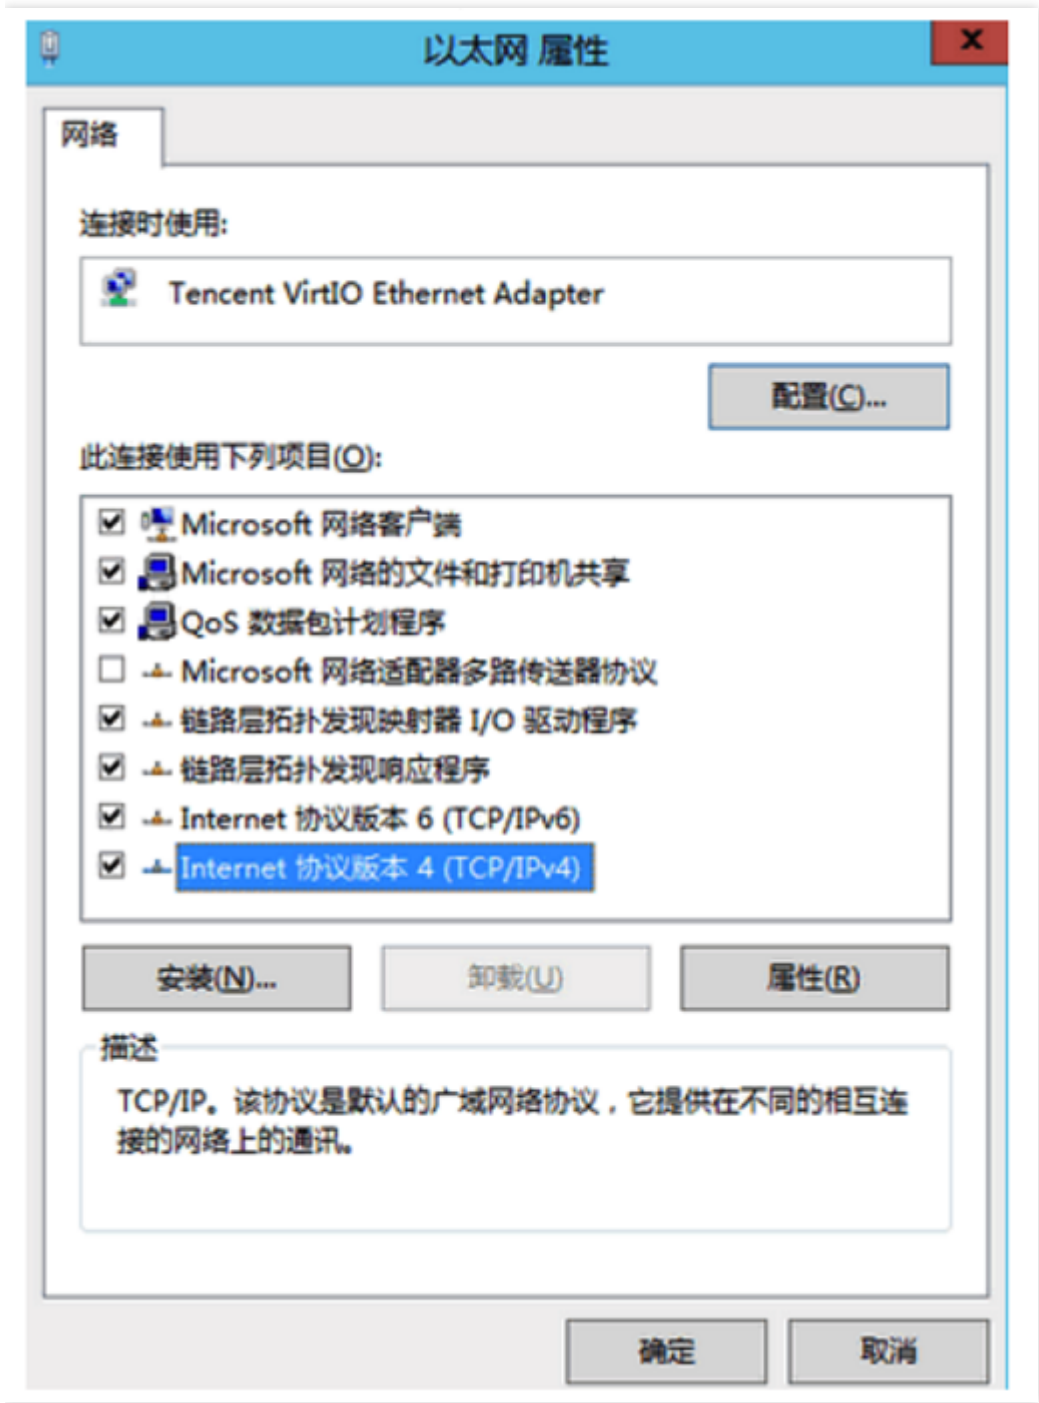 以太网 属性
网络
连接时使用:
Tencent VirtIO Ethernet Adapter
配置(C)...
此连接使用下列项目(O):
Microsoft 网络客户端
Microsoft 网络的文件和打印机共享
QoS 数据包计划程序
Microsoft 网络适配器多路传送器协议
链路层拓扑发现映射器 I/O 驱动程序
链路层拓扑发现响应程序
Internet 协议版本 6 (TCP/IPv6)
Internet 协议版本 4 (TCP/IPv4)
安装(N)...
卸载(U)
属性(R)
描述
TCP/IP。该协议是默认的广域网络协议，它提供在不同的相互连
接的网络上的通讯。
确定
取消